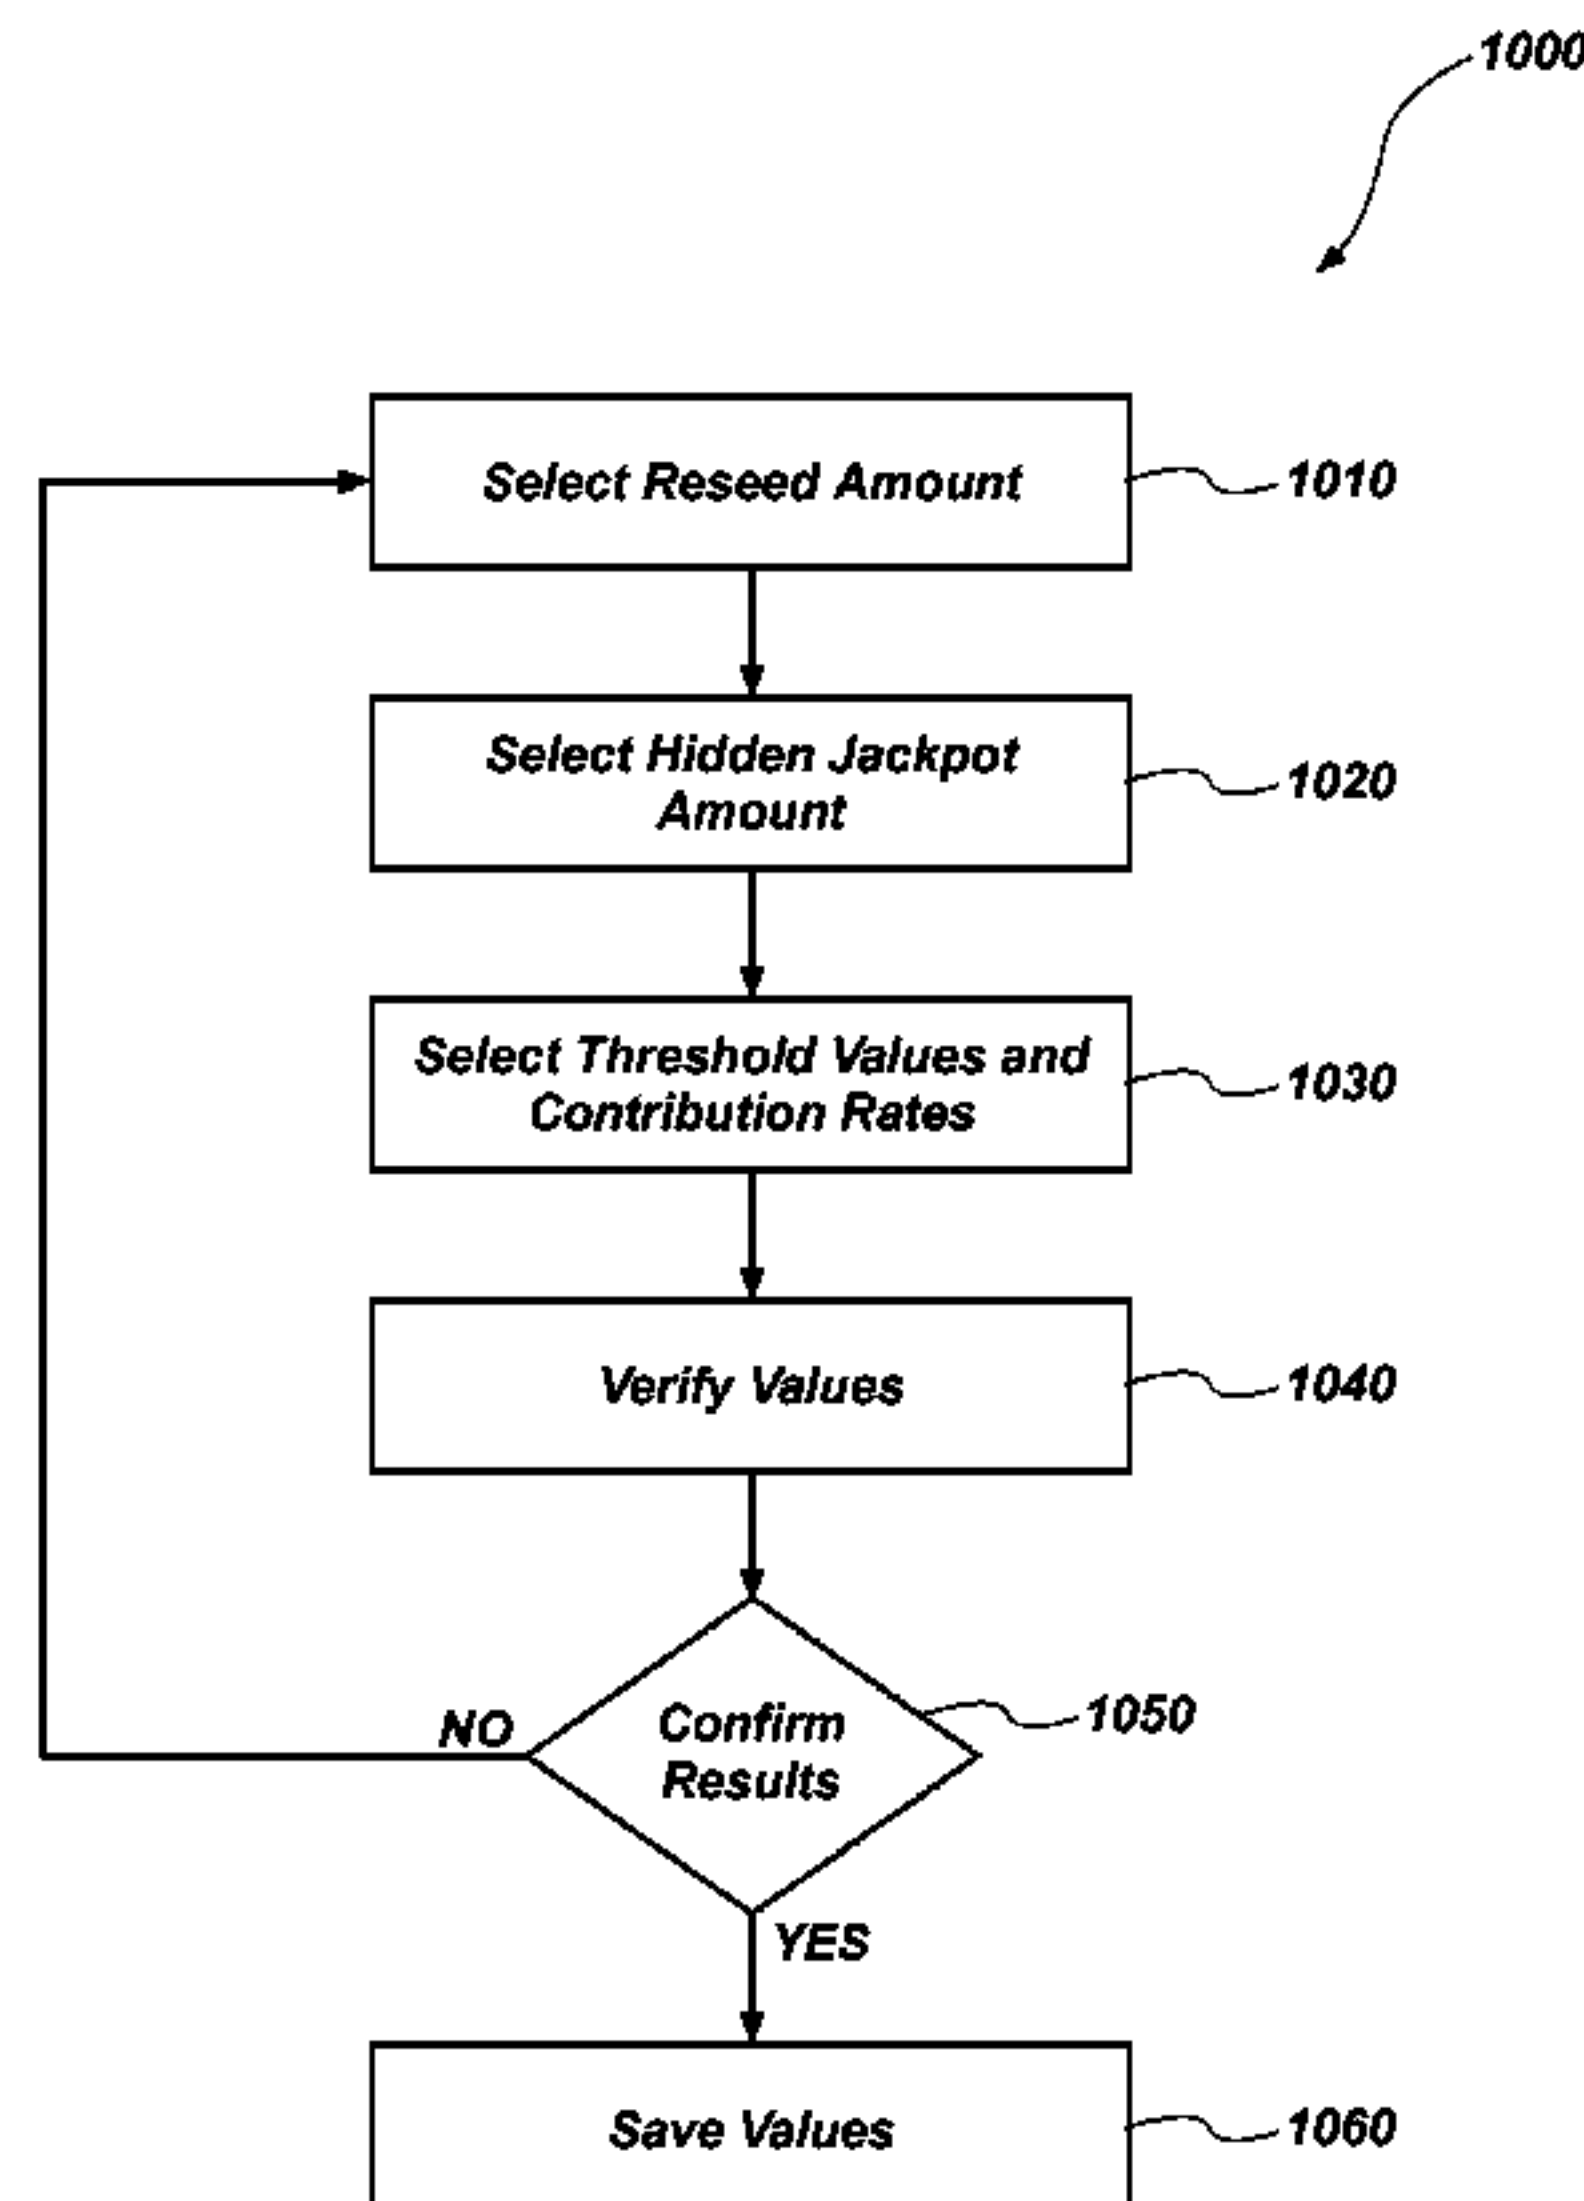 1000
Select Reseed Amount
1010
Select Hidden Jackpot
Amount
1020
Select Threshold Values and
Contribution Rates
1030
Verify Values
1040
Confirm
Results
1050
NO
YES
Save Values
1060